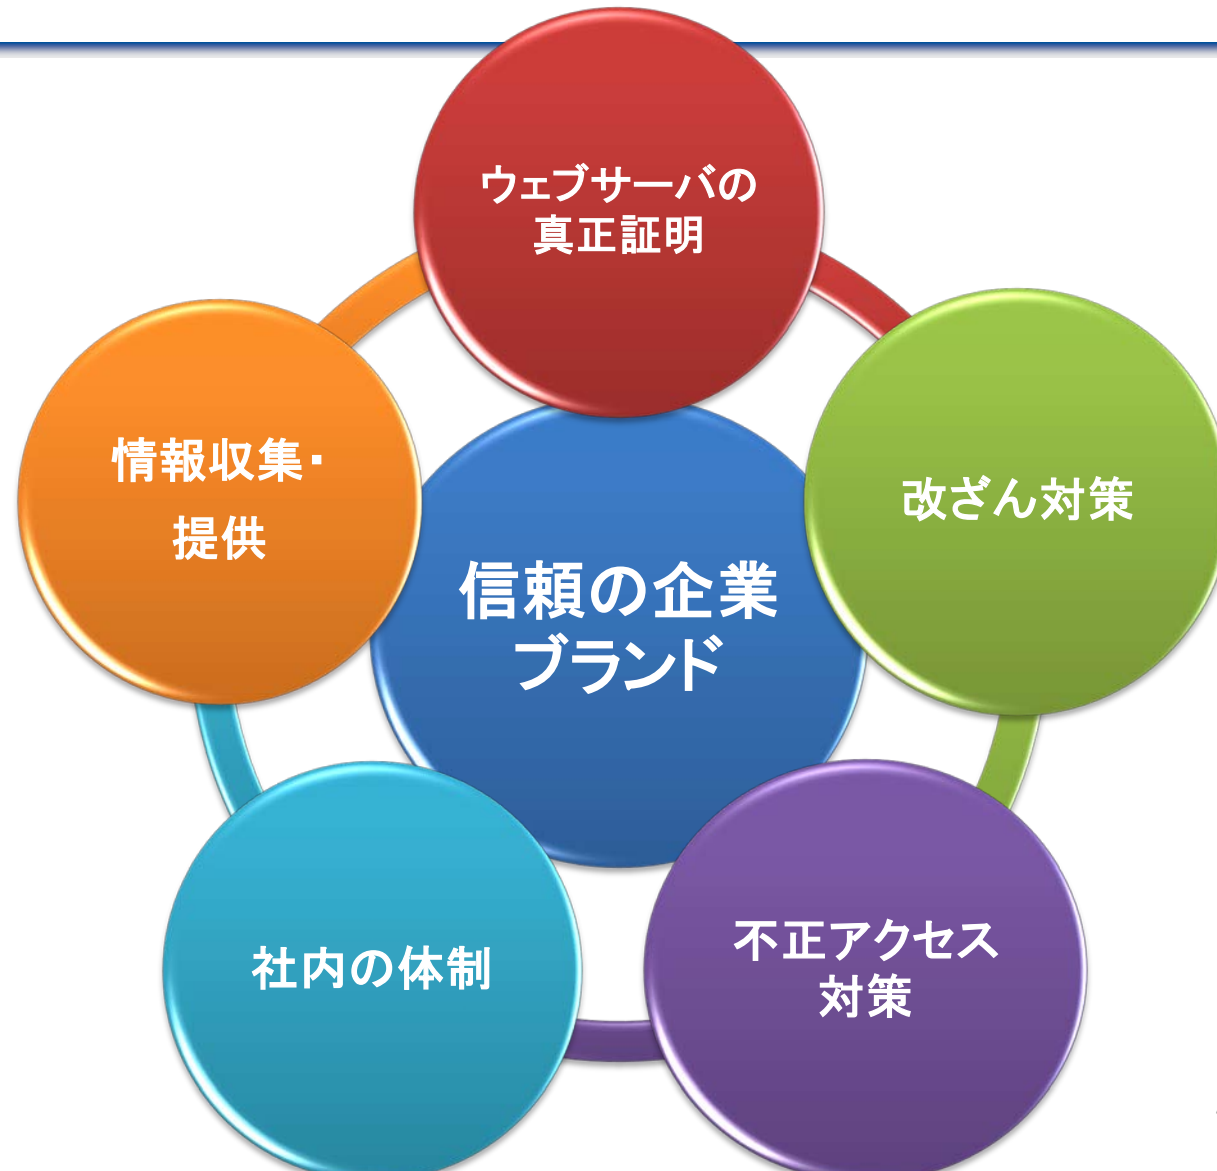 ウェブサーバの
真正証明
改ざん対策
不正アクセス
対策
社内の体制
情報収集・
提供
信頼の企業
ブランド